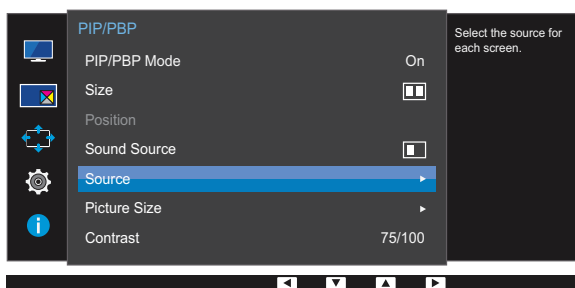 PIP/PBP
PIP/PBP Mode On
Size
Position
Sound Source
Source
Picture Size
Contrast 75/100
Select the source for
each screen.